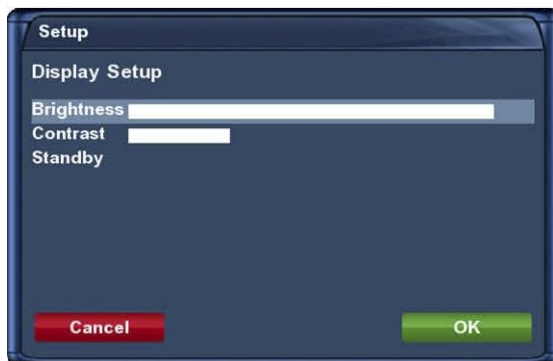 Setup
Display Setup
Brightness
Contrast
Standby
Cancel OK